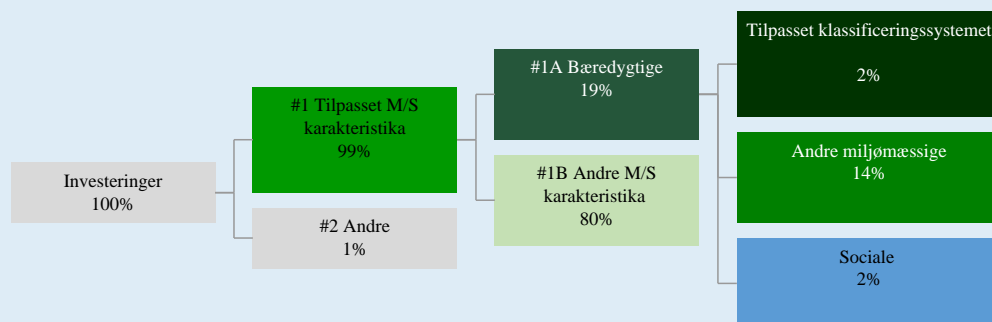 Investeringer
100%
#1 Tilpasset M/S
karakteristika
99%
#2 Andre
1%
#1A Bæredygtige
19%
#1B Andre M/S
karakteristika
80%
Tilpasset klassificeringssystemet
2%
Andre miljømæssige
14%
Sociale
2%